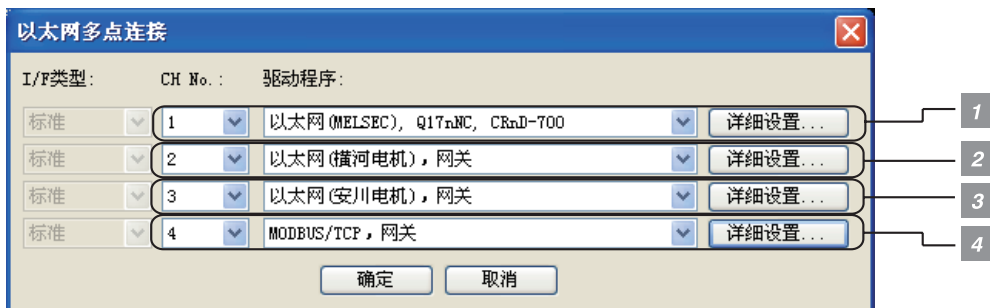 以太网多点连接
I/F类型: CH No.: 驱动程序:
标准 1 以太网(MELSEC), Q17nNC, CRnD-700 详细设置... 1
标准 2 以太网(横河电机), 网关 详细设置... 2
标准 3 以太网(安川电机), 网关 详细设置... 3
标准 4 MODBUS/TCP, 网关 详细设置... 4
确定 取消